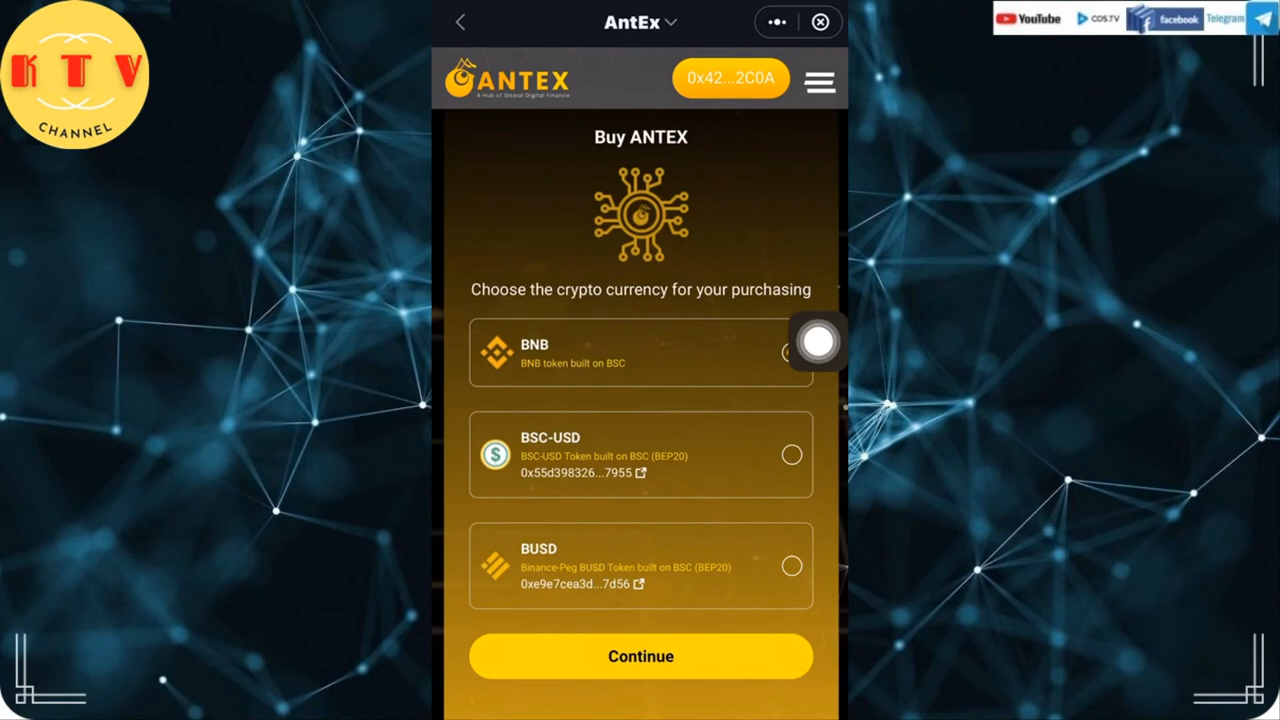 KTV
CHANNEL
AntEx
YouTube
COS.TV
facebook
Telegram
ANTEX
A Hub of Global Digital Finance
0x42...2C0A
Buy ANTEX
Choose the crypto currency for your purchasing
BNB
BNB token built on BSC
BSC-USD
BSC-USD Token built on BSC (BEP20)
0x55d398326...7955
BUSD
Binance-Peg BUSD Token built on BSC (BEP20)
0xe9e7cea3d...7d56
Continue